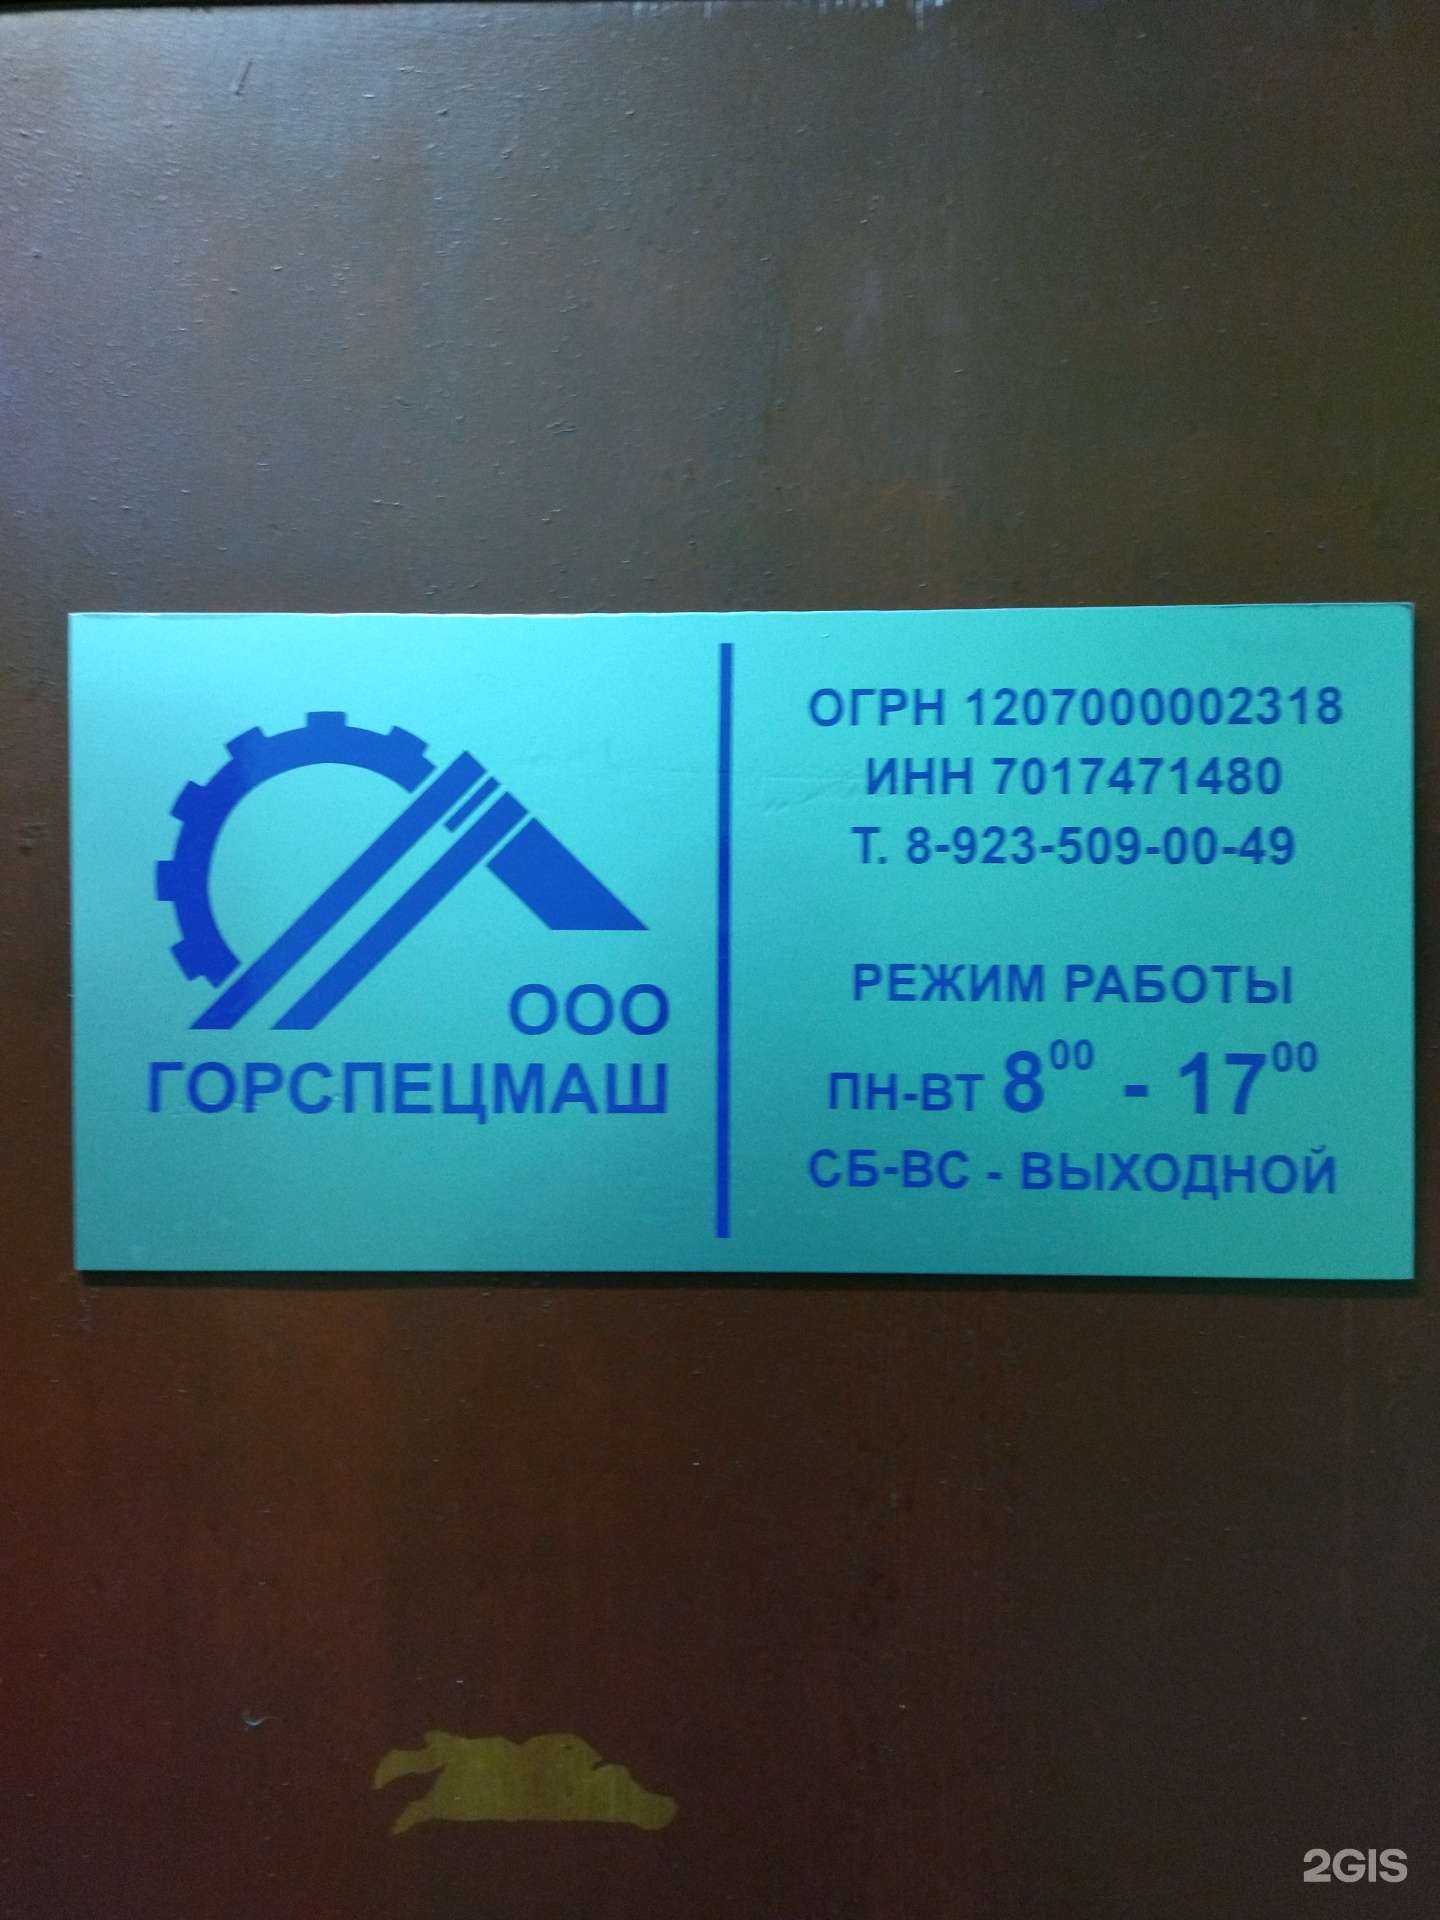 ООО
ГОРСПЕЦМАШ
ОГРН 1207000002318
ИНН 7017471480
Т. 8-923-509-00-49
РЕЖИМ РАБОТЫ
ПН-ВТ 8⁰⁰ - 17⁰⁰
СБ-ВС - ВЫХОДНОЙ
2GIS